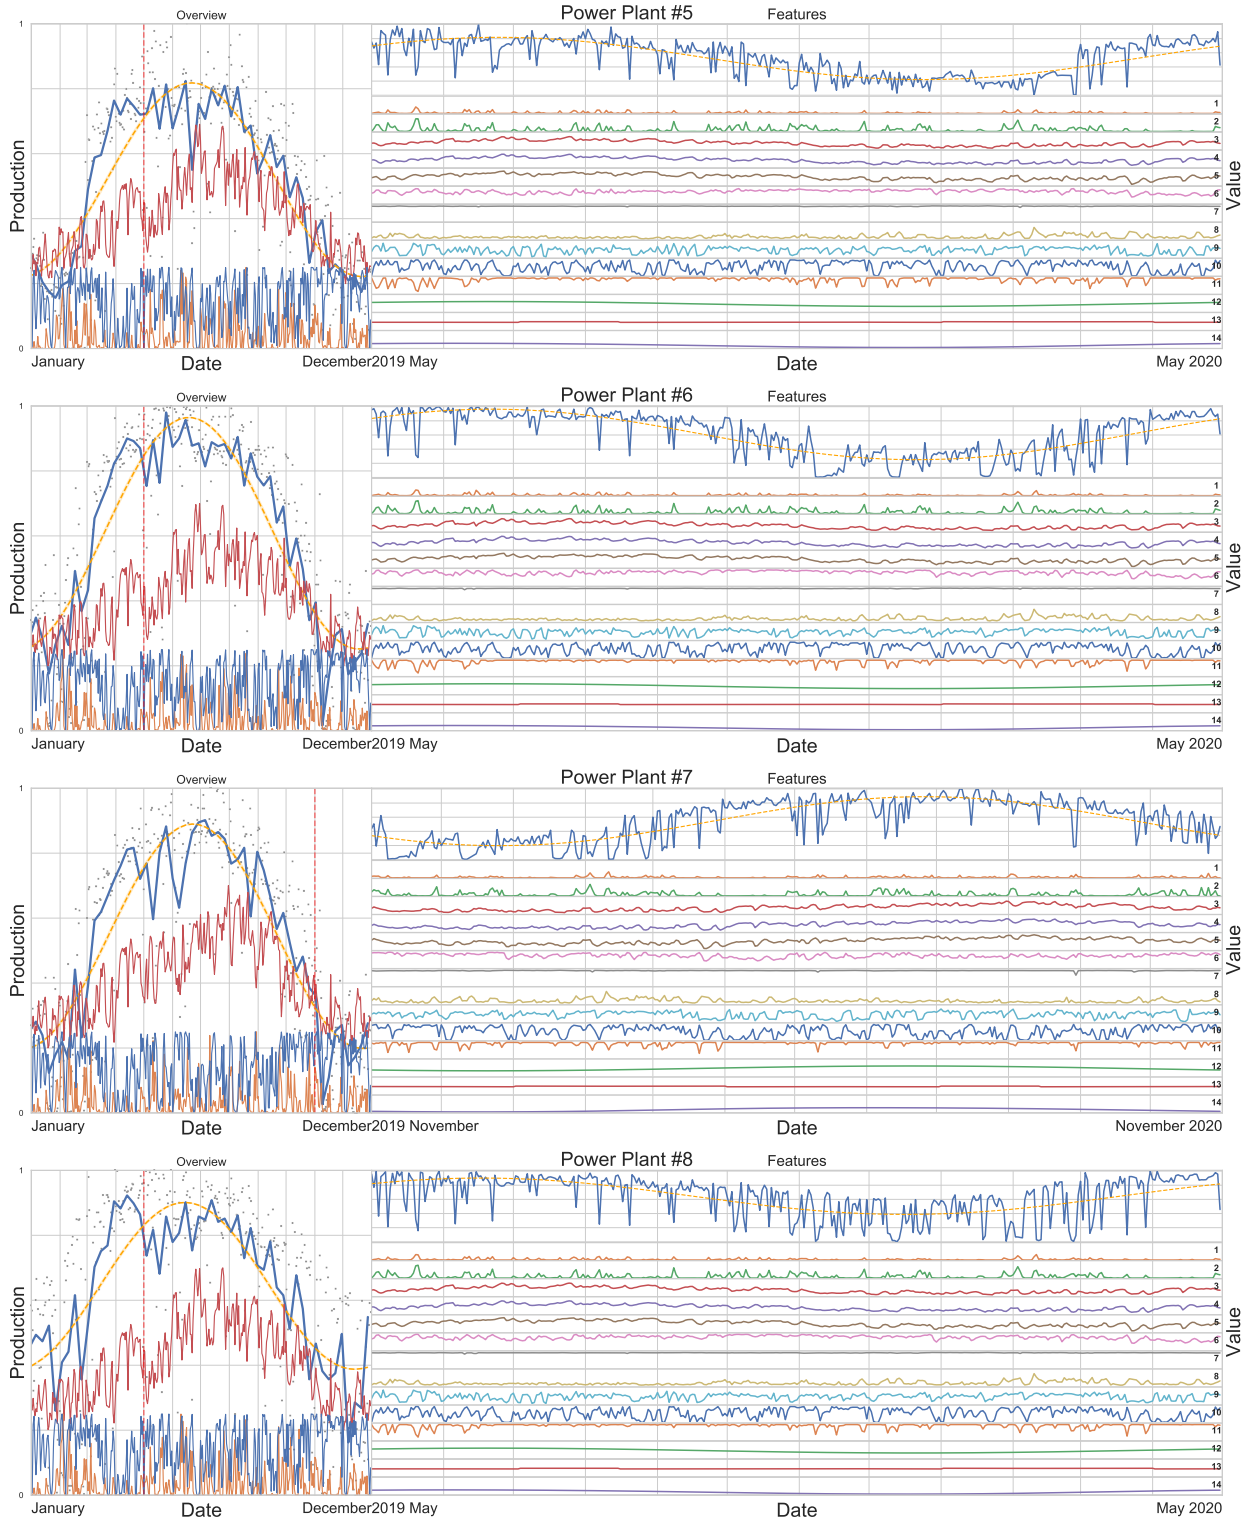 Power Plant #5
Overview
Features
1
0
Production
January
Date
December
2019 May
Date
May 2020
Value
1
2
3
4
5
6
7
8
9
10
11
12
13
14
Power Plant #6
Overview
Features
1
0
Production
January
Date
December
2019 May
Date
May 2020
Value
1
2
3
4
5
6
7
8
9
10
11
12
13
14
Power Plant #7
Overview
Features
1
0
Production
January
Date
December
2019 November
Date
November 2020
Value
1
2
3
4
5
6
7
8
9
10
11
12
13
14
Power Plant #8
Overview
Features
1
0
Production
January
Date
December
2019 May
Date
May 2020
Value
1
2
3
4
5
6
7
8
9
10
11
12
13
14